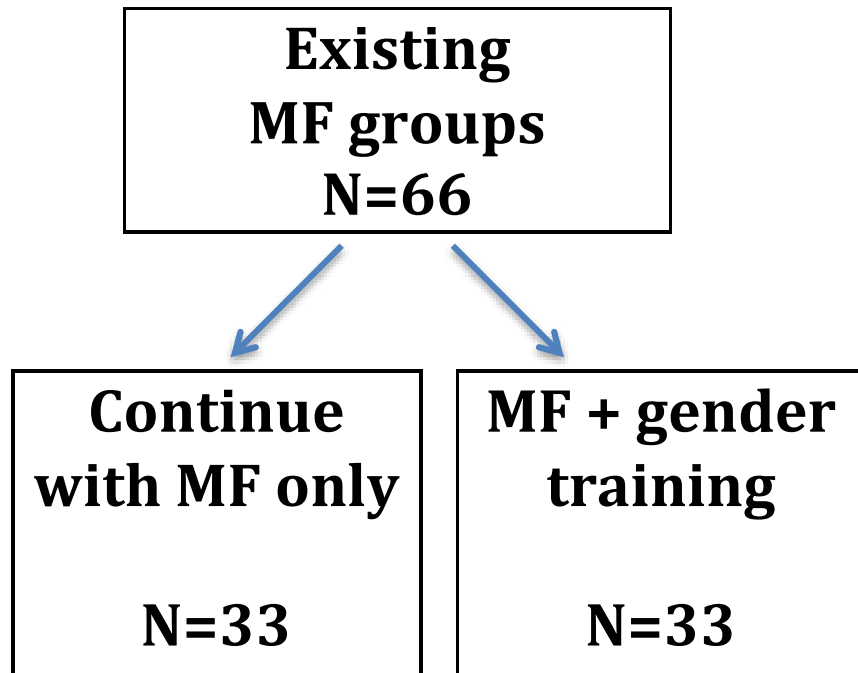 Existing
MF groups
N=66
Continue
with MF only
N=33
MF + gender
training
N=33